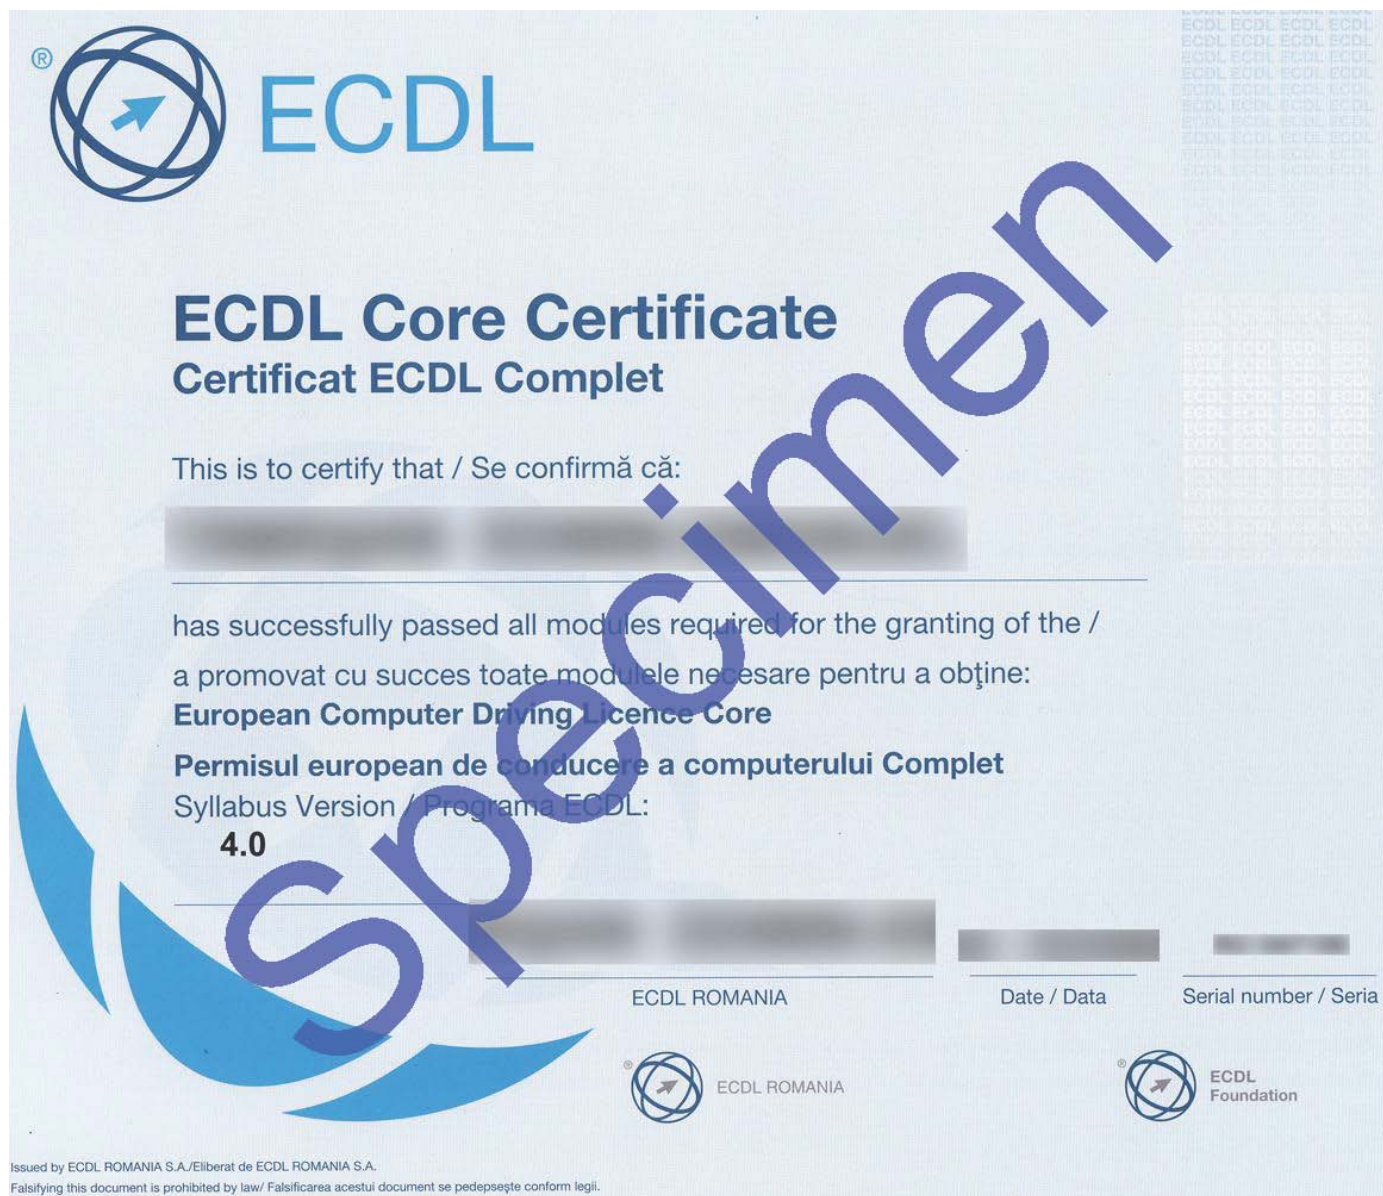 ® ECDL
ECDL Core Certificate
Certificat ECDL Complet
This is to certify that / Se confirmă că:
has successfully passed all modules required for the granting of the /
a promovat cu succes toate modulele necesare pentru a obţine:
European Computer Driving Licence Core
Permisul european de conducere a computerului Complet
Syllabus Version / Programa ECDL:
4.0
Specimen
ECDL ROMANIA
Date / Data
Serial number / Seria
® ECDL ROMANIA
® ECDL
Foundation
Issued by ECDL ROMANIA S.A./Eliberat de ECDL ROMANIA S.A.
Falsifying this document is prohibited by law/ Falsificarea acestui document se pedepseşte conform legii.